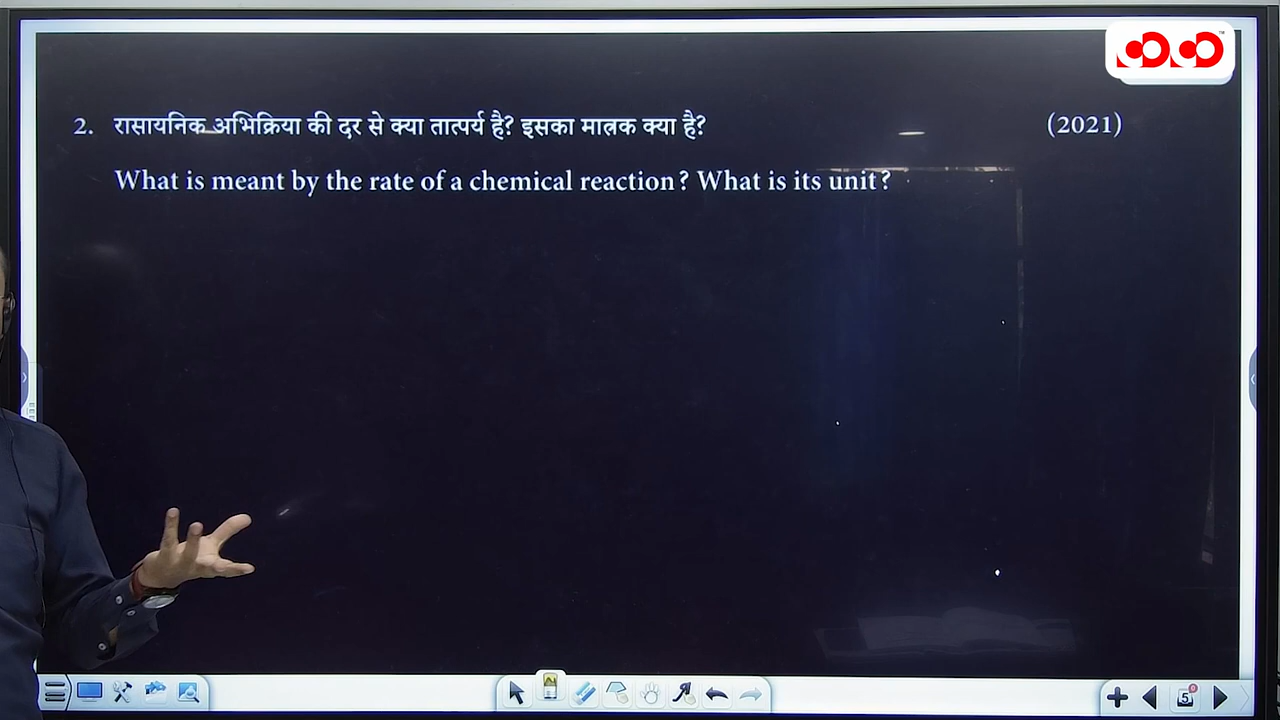 2. रासायनिक अभिक्रिया की दर से क्या तात्पर्य है? इसका मात्रक क्या है? (2021)
What is meant by the rate of a chemical reaction? What is its unit?
5